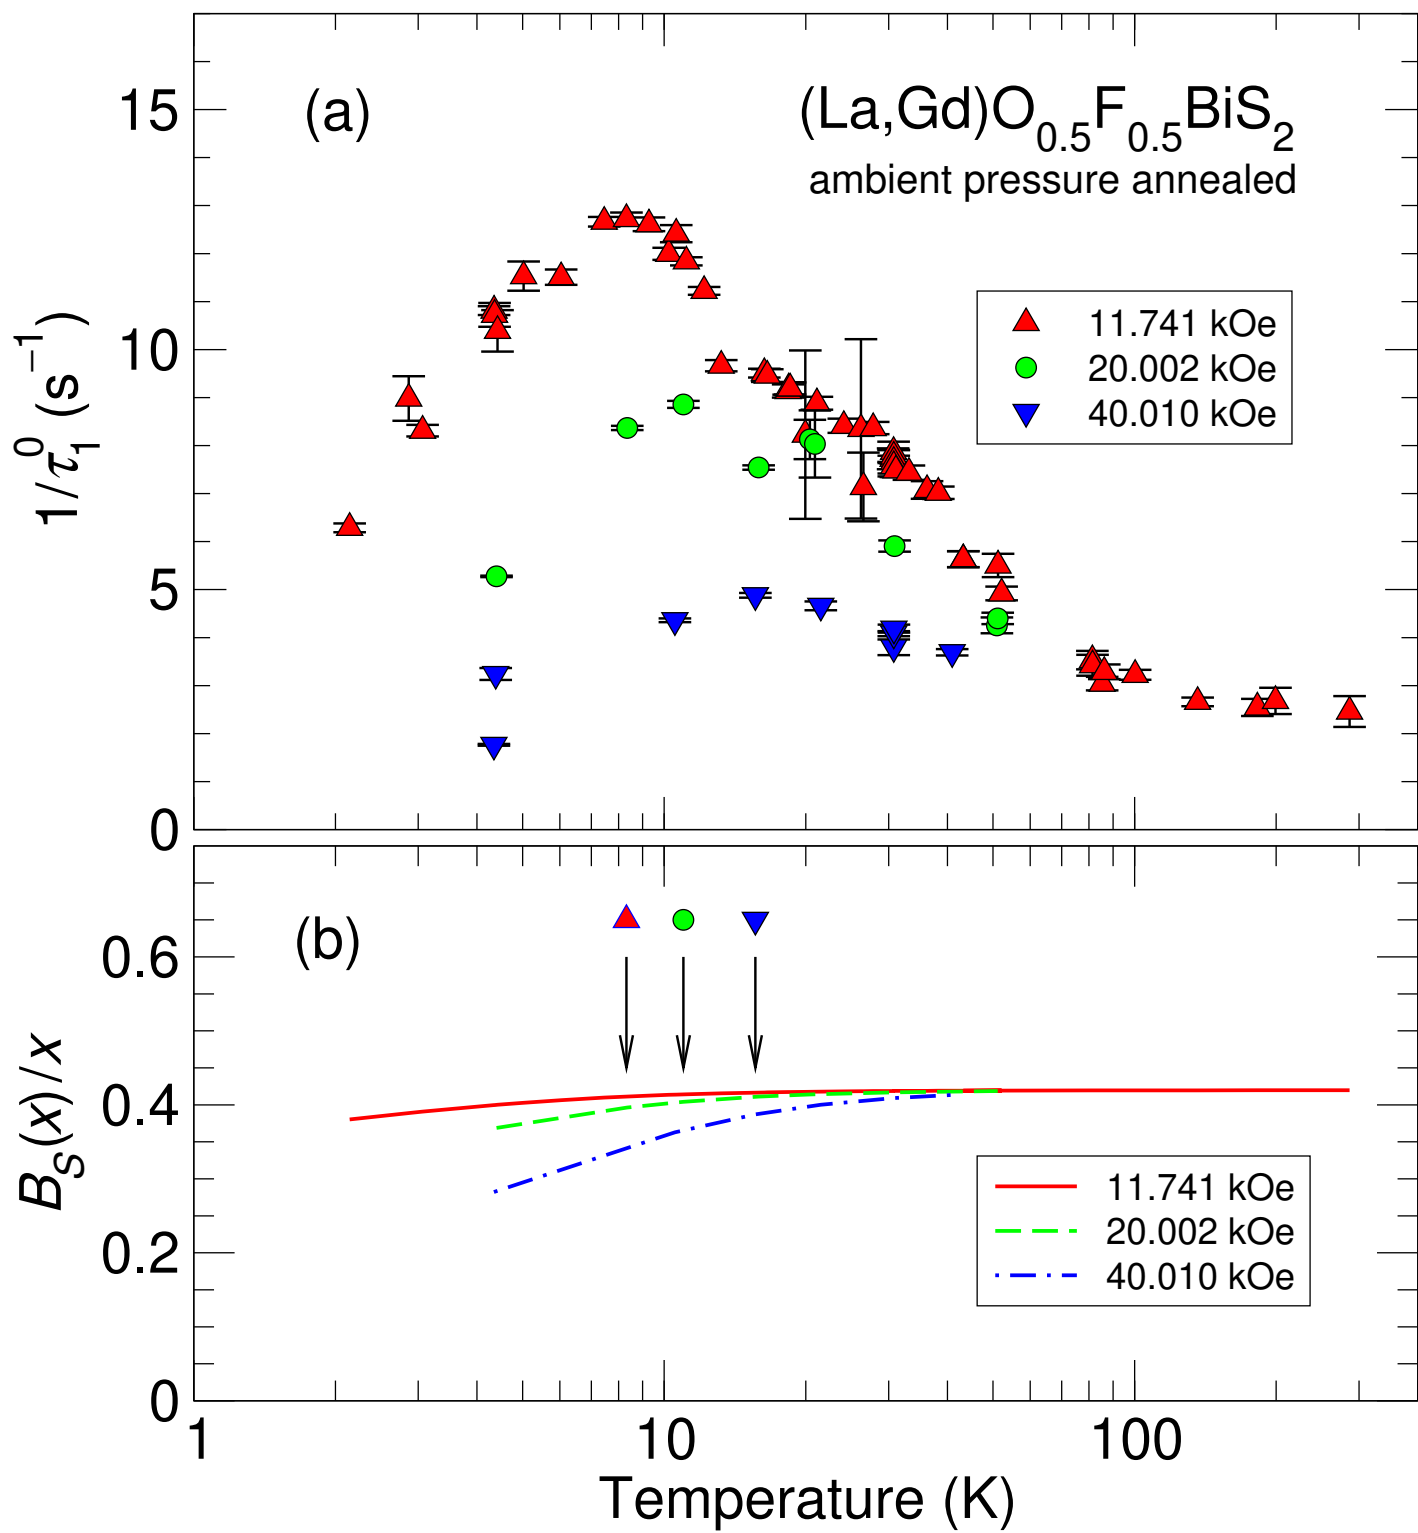 (a)
(La,Gd)O0.5F0.5BiS2
ambient pressure annealed
15
10
5
0
1/τ₁⁰ (s⁻¹)
11.741 kOe
20.002 kOe
40.010 kOe
(b)
0.6
0.4
0.2
0
B_S(x)/x
11.741 kOe
20.002 kOe
40.010 kOe
1
10
100
Temperature (K)